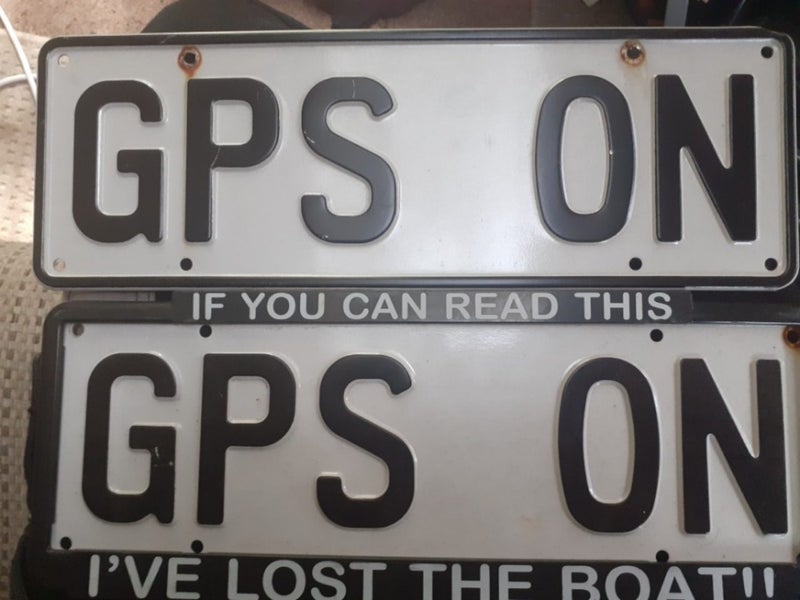 GPS ON
IF YOU CAN READ THIS
GPS ON
I'VE LOST THE BOAT!!